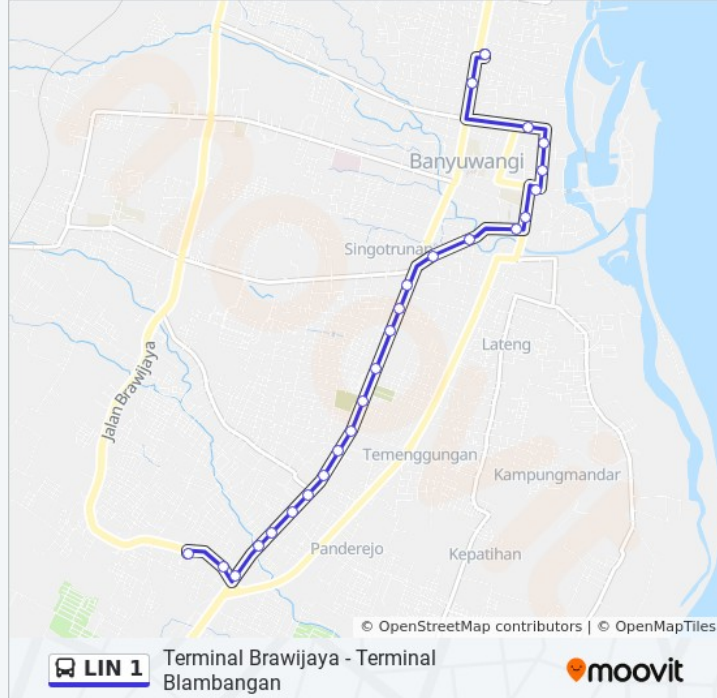 Banyuwangi
Singotrunan
Lateng
Jalan Brawijaya
Temenggungan
Kampungmandar
Panderejo
Kepatihan
moovit
© OpenStreetMap contributors | © OpenMapTiles
LIN 1
Terminal Brawijaya - Terminal
Blambangan
moovit